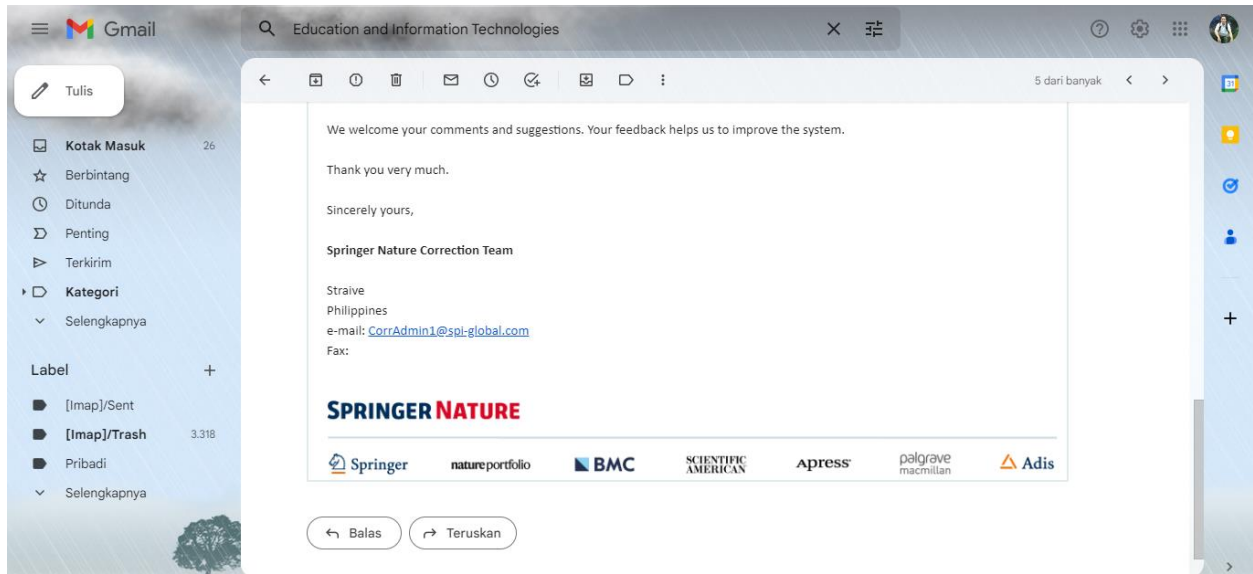 Gmail
Education and Information Technologies
Tulis
5 dari banyak
31
Kotak Masuk 26
Berbintang
Ditunda
Penting
Terkirim
Kategori
Selengkapnya
Label
[Imap]/Sent
[Imap]/Trash 3.318
Pribadi
Selengkapnya
We welcome your comments and suggestions. Your feedback helps us to improve the system.
Thank you very much.
Sincerely yours,
Springer Nature Correction Team
Straive
Philippines
e-mail: CorrAdmin1@spi-global.com
Fax:
SPRINGER NATURE
Springer natureportfolio BMC SCIENTIFIC AMERICAN Apress palgrave macmillan Adis
Balas Teruskan